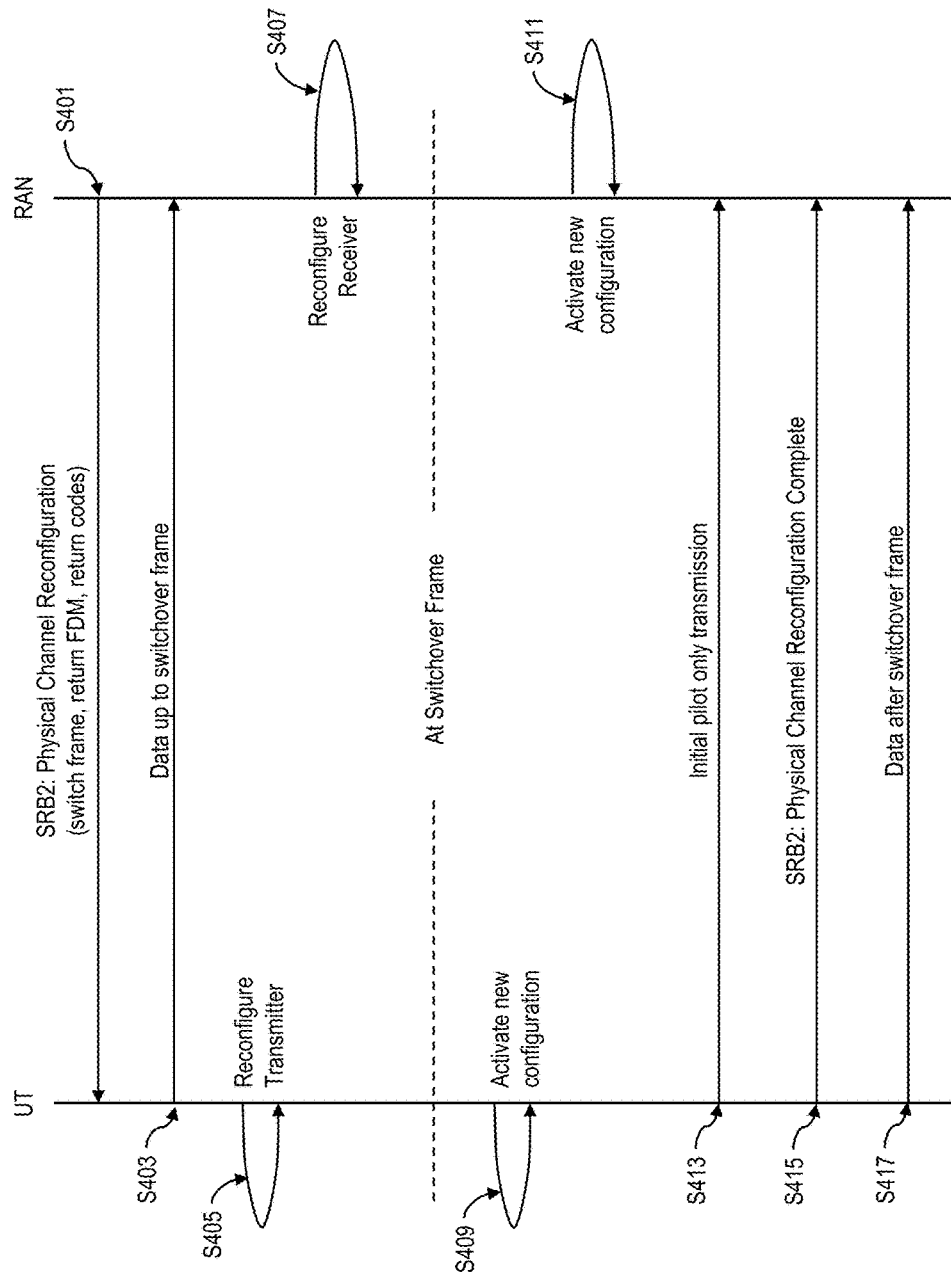 UT
RAN
S401
SRB2: Physical Channel Reconfiguration
(switch frame, return FDM, return codes)
S403
Data up to switchover frame
S405
Reconfigure
Transmitter
S407
Reconfigure
Receiver
At Switchover Frame
S409
Activate new
configuration
S411
Activate new
configuration
S413
Initial pilot only transmission
S415
SRB2: Physical Channel Reconfiguration Complete
S417
Data after switchover frame